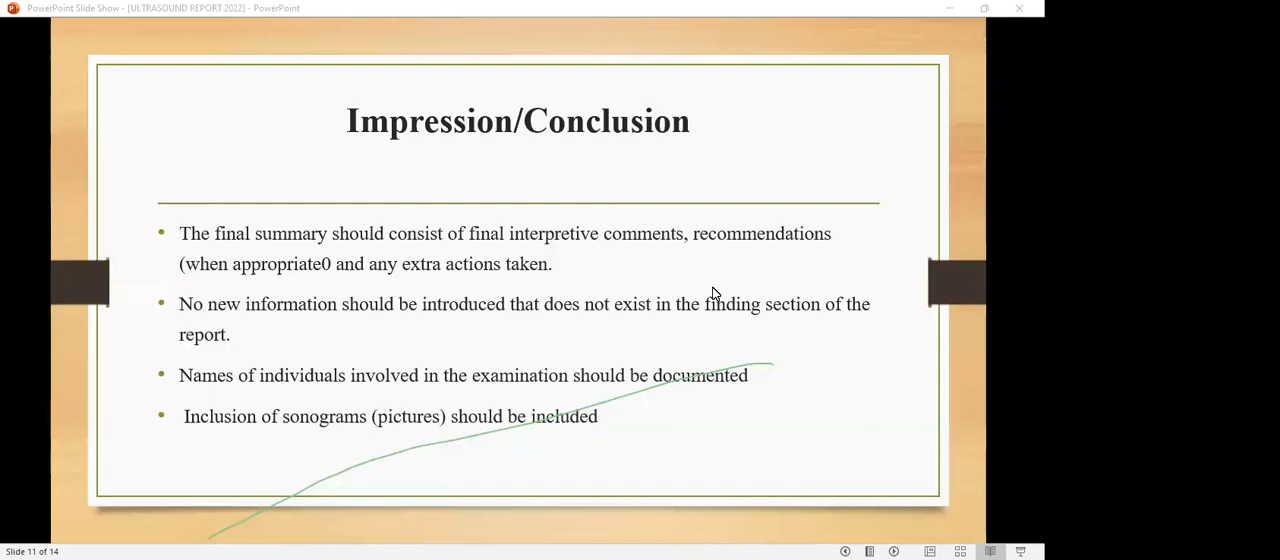 PowerPoint Slide Show - [ULTRASOUND REPORT 2022] - PowerPoint
Impression/Conclusion
• The final summary should consist of final interpretive comments, recommendations
(when appropriate0 and any extra actions taken.
• No new information should be introduced that does not exist in the finding section of the
report.
• Names of individuals involved in the examination should be documented
• Inclusion of sonograms (pictures) should be included
Slide 11 of 14